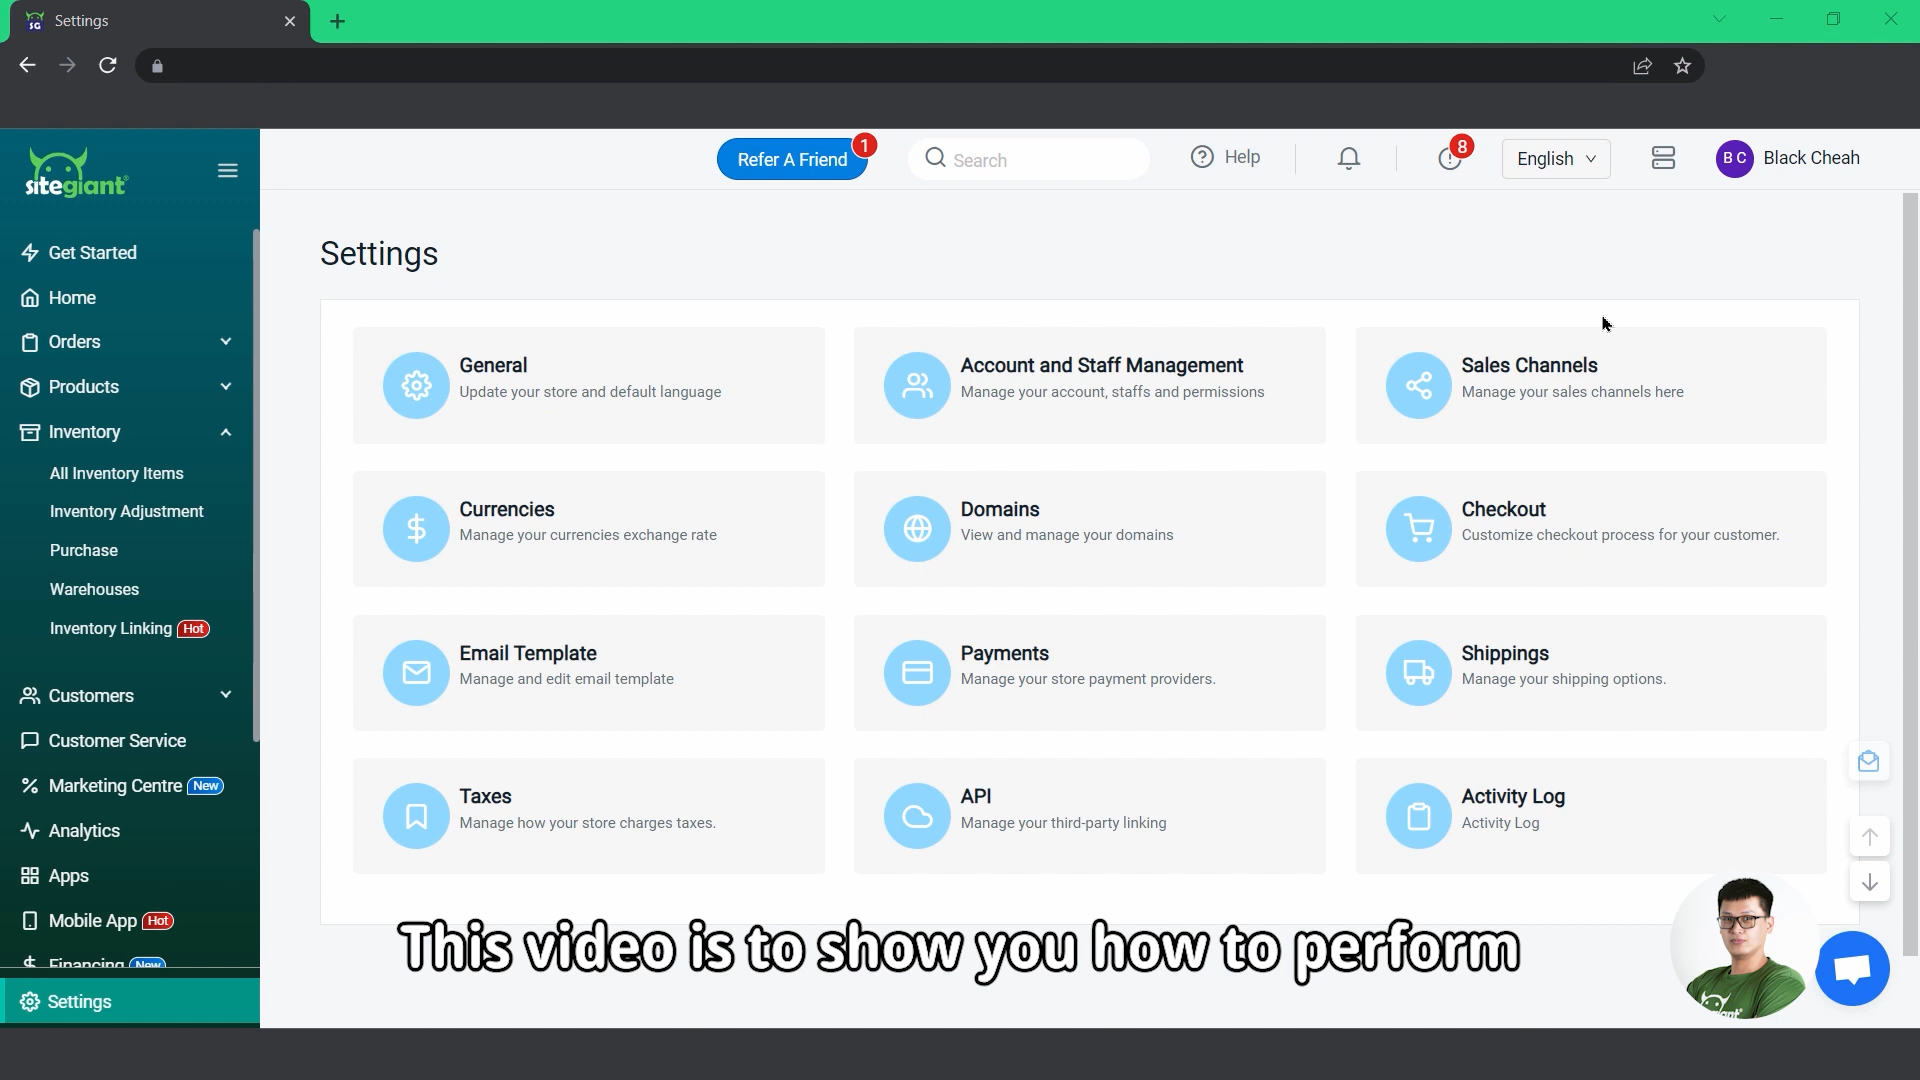 SG Settings
Refer A Friend 1
Search
Help
8
English
BC Black Cheah
sitegiant
Get Started
Home
Orders
Products
Inventory
All Inventory Items
Inventory Adjustment
Purchase
Warehouses
Inventory Linking Hot
Customers
Customer Service
Marketing Centre New
Analytics
Apps
Mobile App Hot
Financing New
Settings
Settings
General
Update your store and default language
Account and Staff Management
Manage your account, staffs and permissions
Sales Channels
Manage your sales channels here
Currencies
Manage your currencies exchange rate
Domains
View and manage your domains
Checkout
Customize checkout process for your customer.
Email Template
Manage and edit email template
Payments
Manage your store payment providers.
Shippings
Manage your shipping options.
Taxes
Manage how your store charges taxes.
API
Manage your third-party linking
Activity Log
Activity Log
This video is to show you how to perform